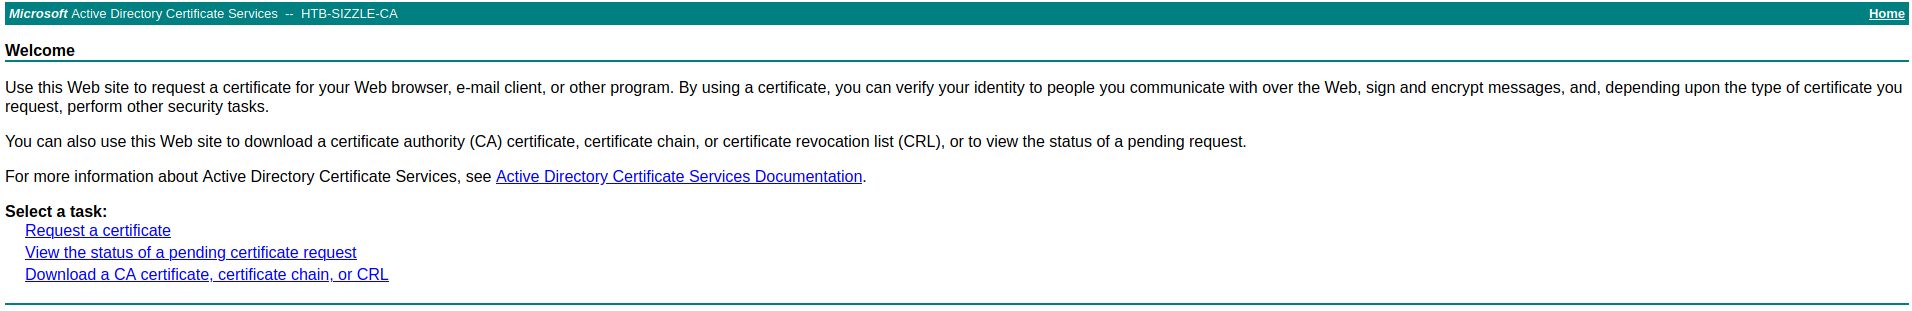 Microsoft Active Directory Certificate Services -- HTB-SIZZLE-CA Home
Welcome
Use this Web site to request a certificate for your Web browser, e-mail client, or other program. By using a certificate, you can verify your identity to people you communicate with over the Web, sign and encrypt messages, and, depending upon the type of certificate you
request, perform other security tasks.
You can also use this Web site to download a certificate authority (CA) certificate, certificate chain, or certificate revocation list (CRL), or to view the status of a pending request.
For more information about Active Directory Certificate Services, see Active Directory Certificate Services Documentation.
Select a task:
Request a certificate
View the status of a pending certificate request
Download a CA certificate, certificate chain, or CRL